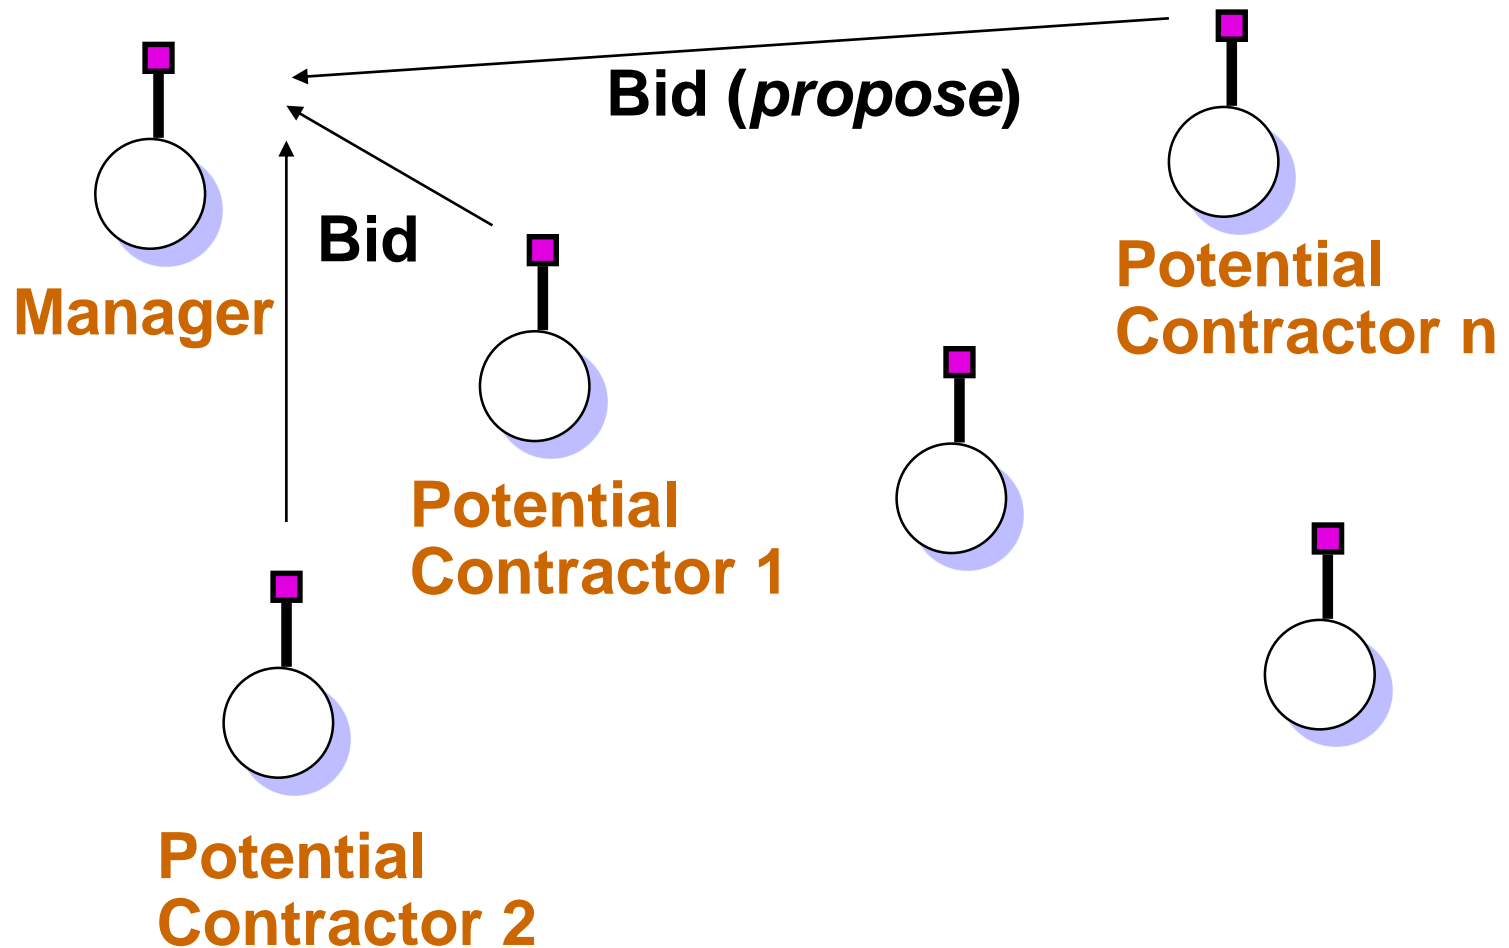 Bid (propose)
Bid
Manager
Potential
Contractor n
Potential
Contractor 1
Potential
Contractor 2